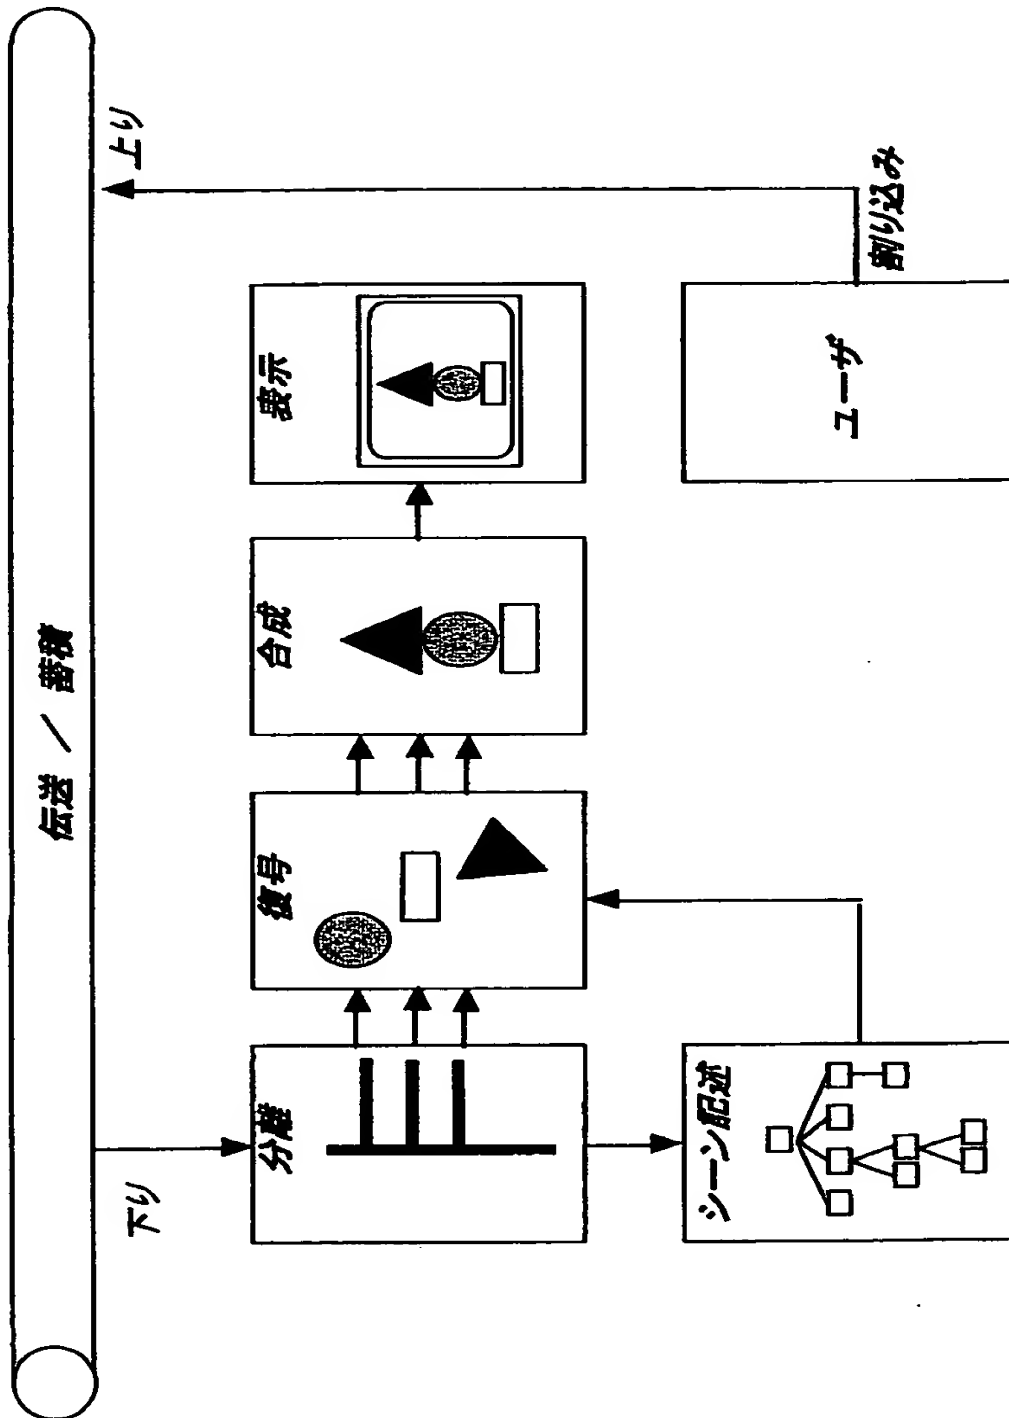 伝送 / 蓄積
下り
上り
分離
復号
合成
表示
シーン記述
ユーザ
割り込み